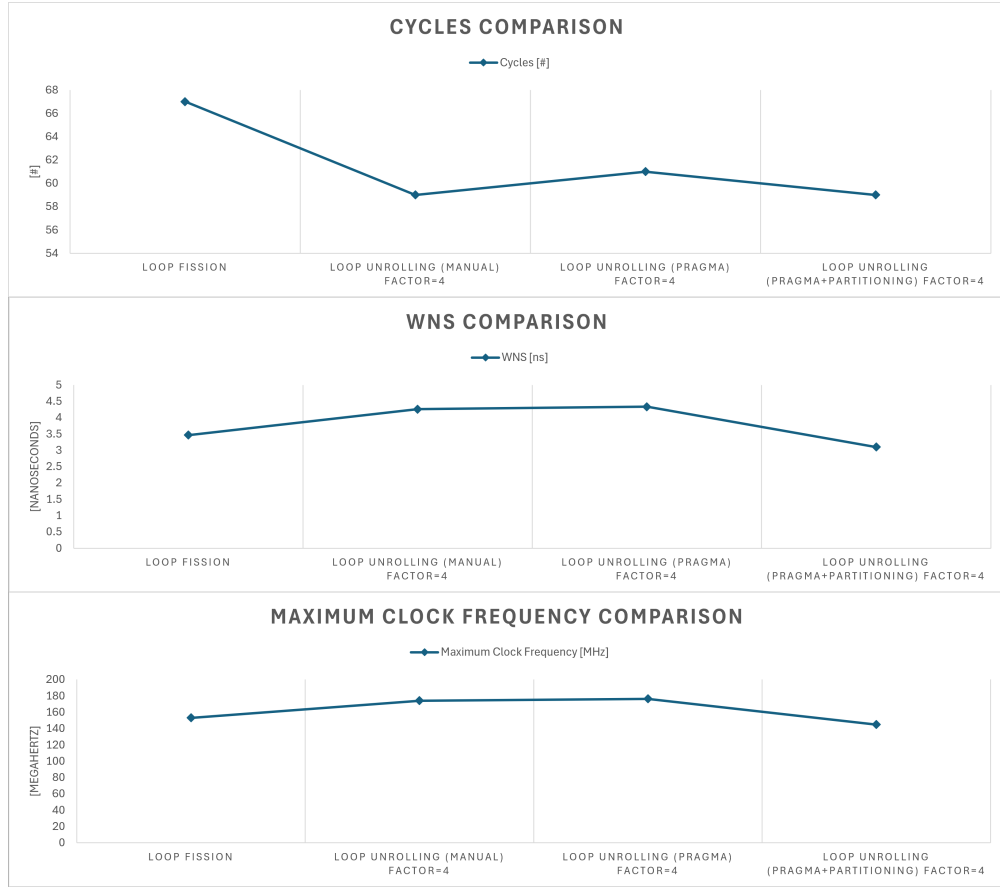 CYCLES COMPARISON
Cycles [#]
68
66
64
62
60
58
56
54
[#]
LOOP FISSION
LOOP UNROLLING (MANUAL)
FACTOR=4
LOOP UNROLLING (PRAGMA)
FACTOR=4
LOOP UNROLLING
(PRAGMA+PARTITIONING) FACTOR=4
WNS COMPARISON
WNS [ns]
5
4.5
4
3.5
3
2.5
2
1.5
1
0.5
0
[NANOSECONDS]
LOOP FISSION
LOOP UNROLLING (MANUAL)
FACTOR=4
LOOP UNROLLING (PRAGMA)
FACTOR=4
LOOP UNROLLING
(PRAGMA+PARTITIONING) FACTOR=4
MAXIMUM CLOCK FREQUENCY COMPARISON
Maximum Clock Frequency [MHz]
200
180
160
140
120
100
80
60
40
20
0
[MEGAHERTZ]
LOOP FISSION
LOOP UNROLLING (MANUAL)
FACTOR=4
LOOP UNROLLING (PRAGMA)
FACTOR=4
LOOP UNROLLING
(PRAGMA+PARTITIONING) FACTOR=4